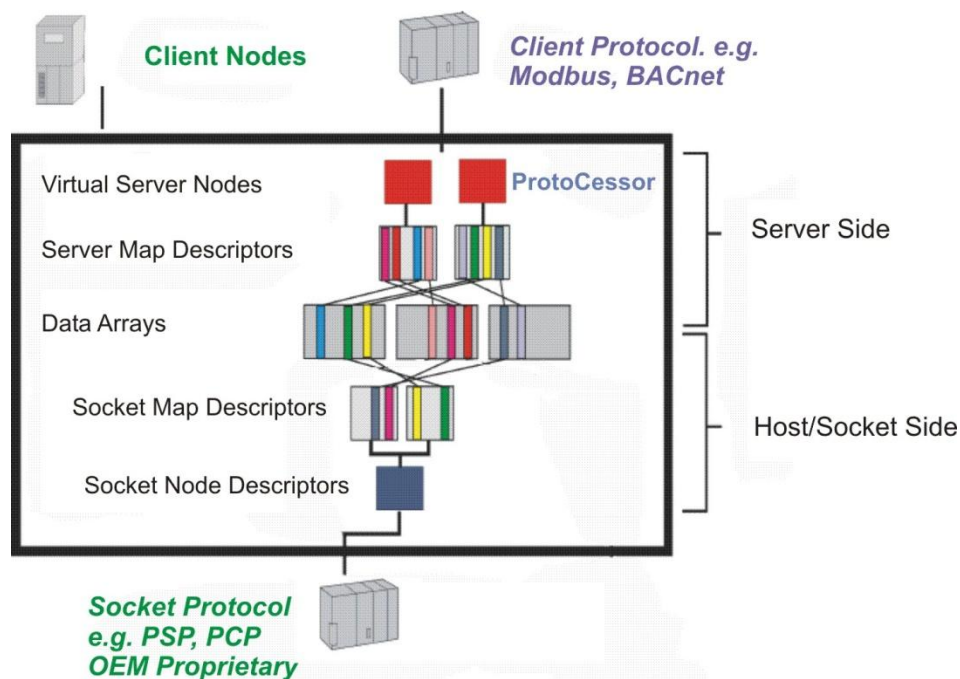 Client Nodes
Client Protocol. e.g.
Modbus, BACnet
Virtual Server Nodes
ProtoCessor
Server Map Descriptors
Server Side
Data Arrays
Socket Map Descriptors
Host/Socket Side
Socket Node Descriptors
Socket Protocol
e.g. PSP, PCP
OEM Proprietary